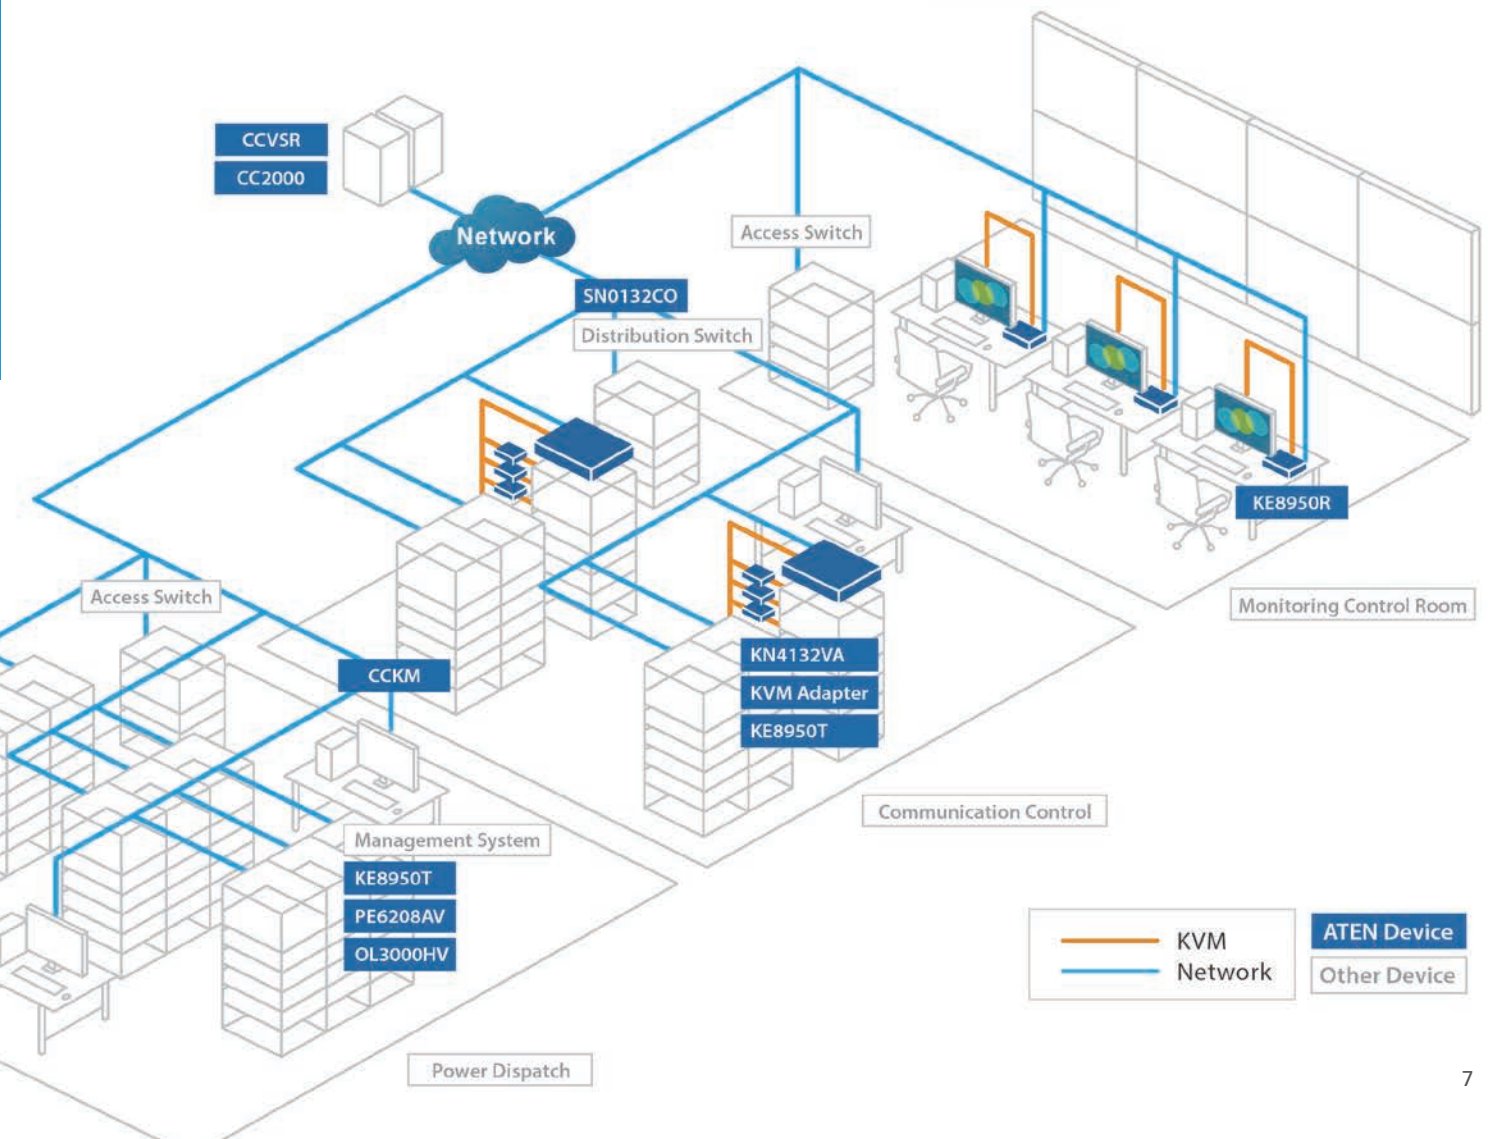 CCVSR
CC2000
Network
Access Switch
SN0132CO
Distribution Switch
KE8950R
Monitoring Control Room
Access Switch
CCKM
KN4132VA
KVM Adapter
KE8950T
Communication Control
Management System
KE8950T
PE6208AV
OL3000HV
Power Dispatch
KVM
Network
ATEN Device
Other Device
7